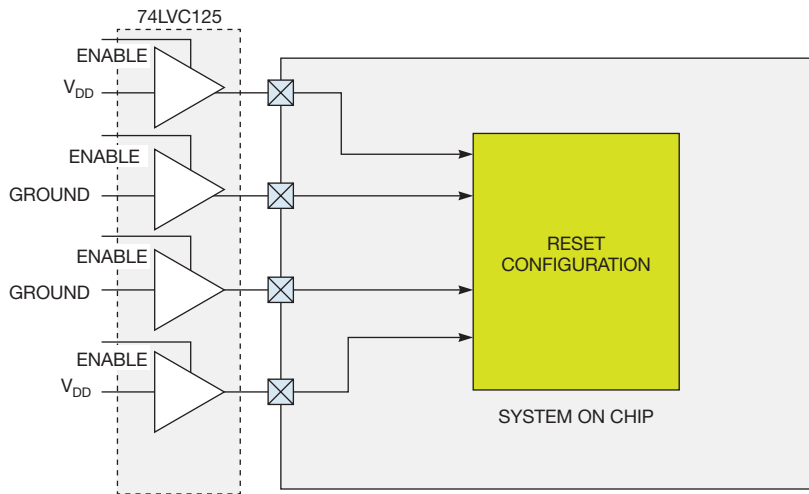 74LVC125
ENABLE
VDD
ENABLE
GROUND
ENABLE
GROUND
ENABLE
VDD
RESET
CONFIGURATION
SYSTEM ON CHIP